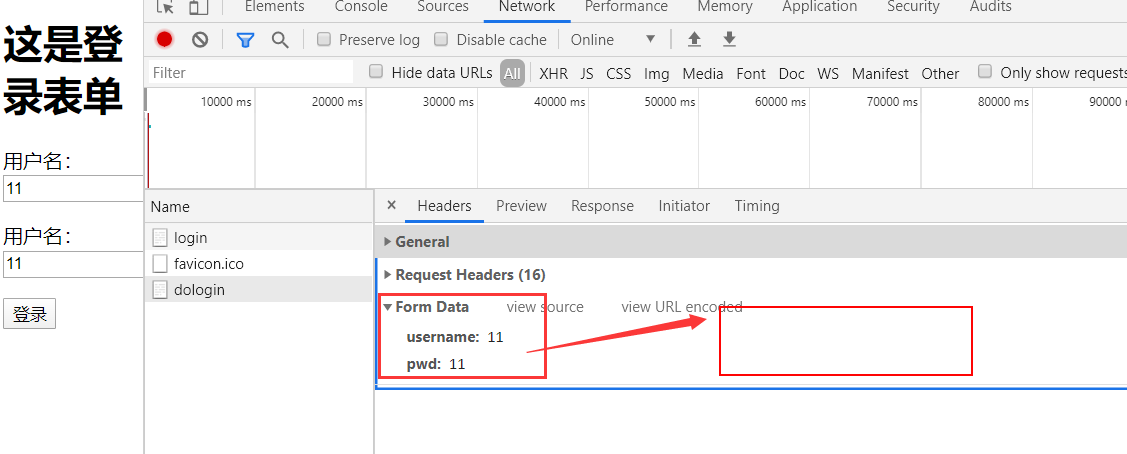 这是登
录表单
用户名：
11
用户名：
11
登录
Elements Console Sources Network Performance Memory Application Security Audits
Preserve log Disable cache Online
Filter Hide data URLs All XHR JS CSS Img Media Font Doc WS Manifest Other Only show requests
10000 ms 20000 ms 30000 ms 40000 ms 50000 ms 60000 ms 70000 ms 80000 ms 90000
Name
login
favicon.ico
dologin
× Headers Preview Response Initiator Timing
General
Request Headers (16)
Form Data view source view URL encoded
username: 11
pwd: 11